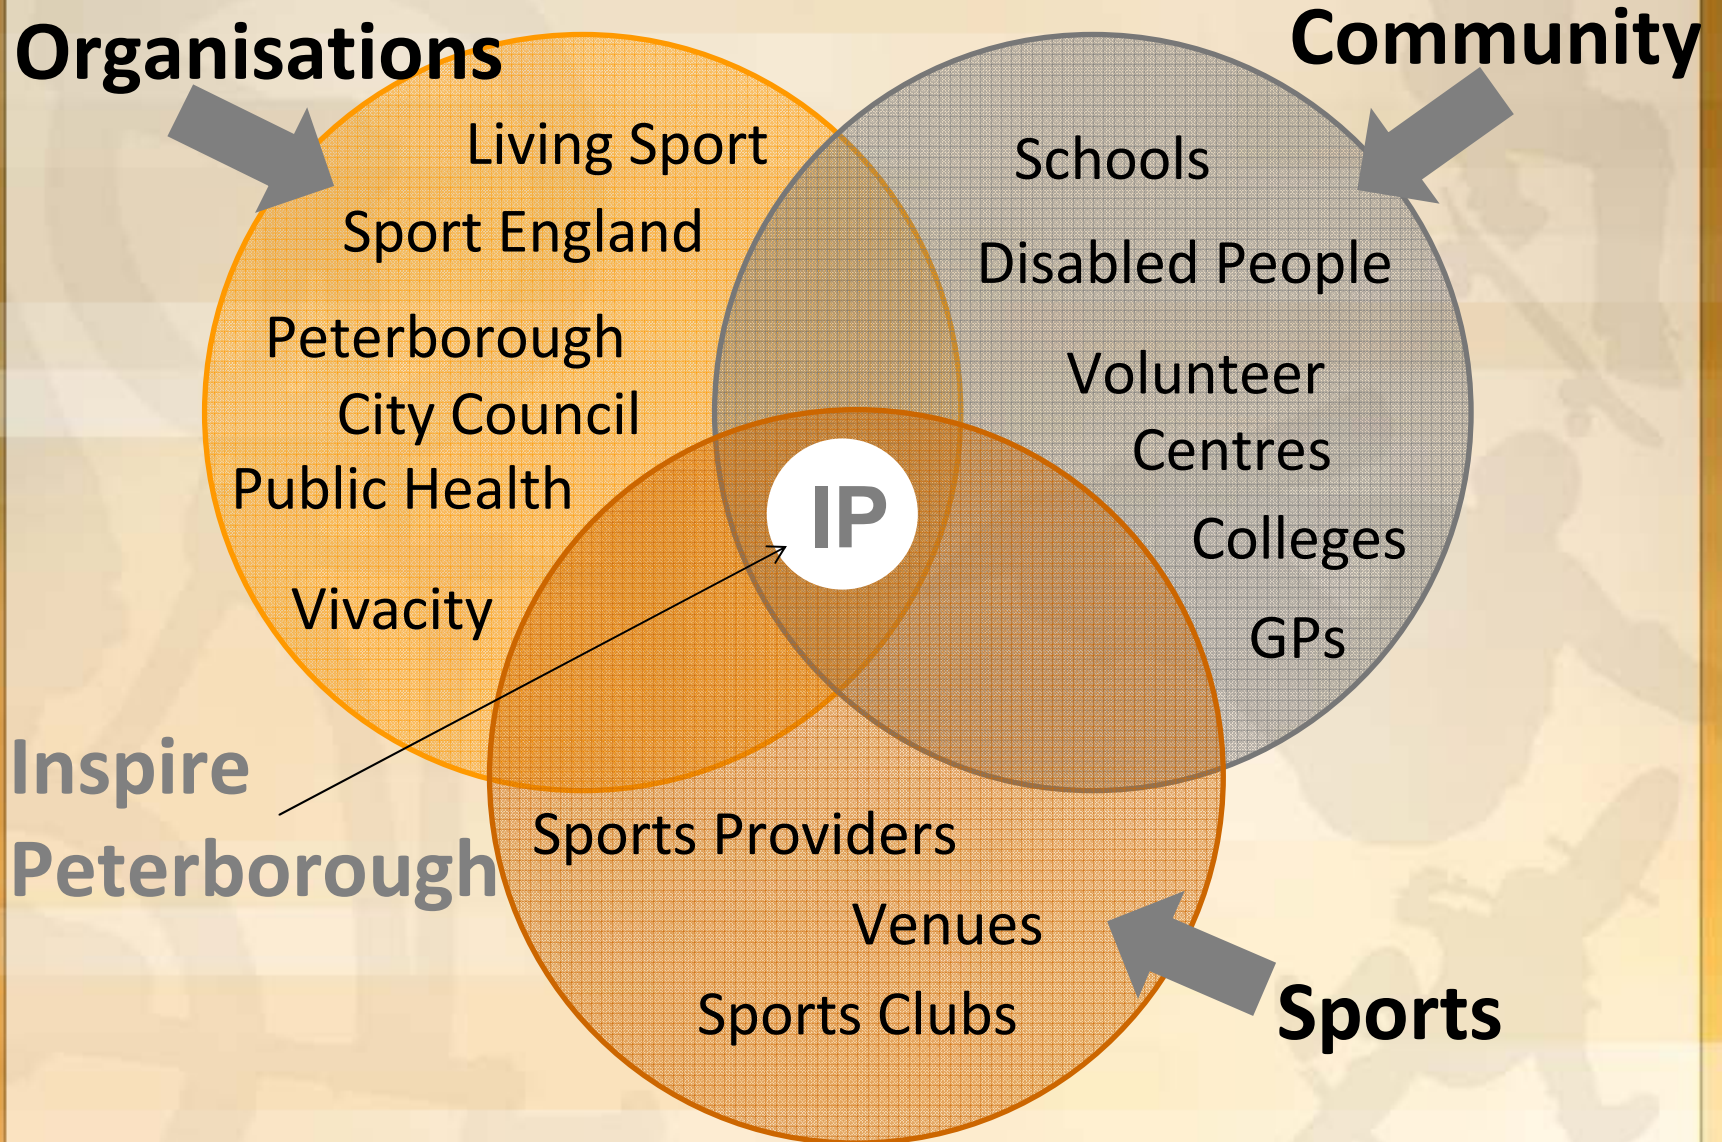 Organisations
Living Sport
Sport England
Peterborough
City Council
Public Health
Vivacity
Community
Schools
Disabled People
Volunteer
Centres
Colleges
GPs
IP
Inspire
Peterborough
Sports Providers
Venues
Sports Clubs
Sports